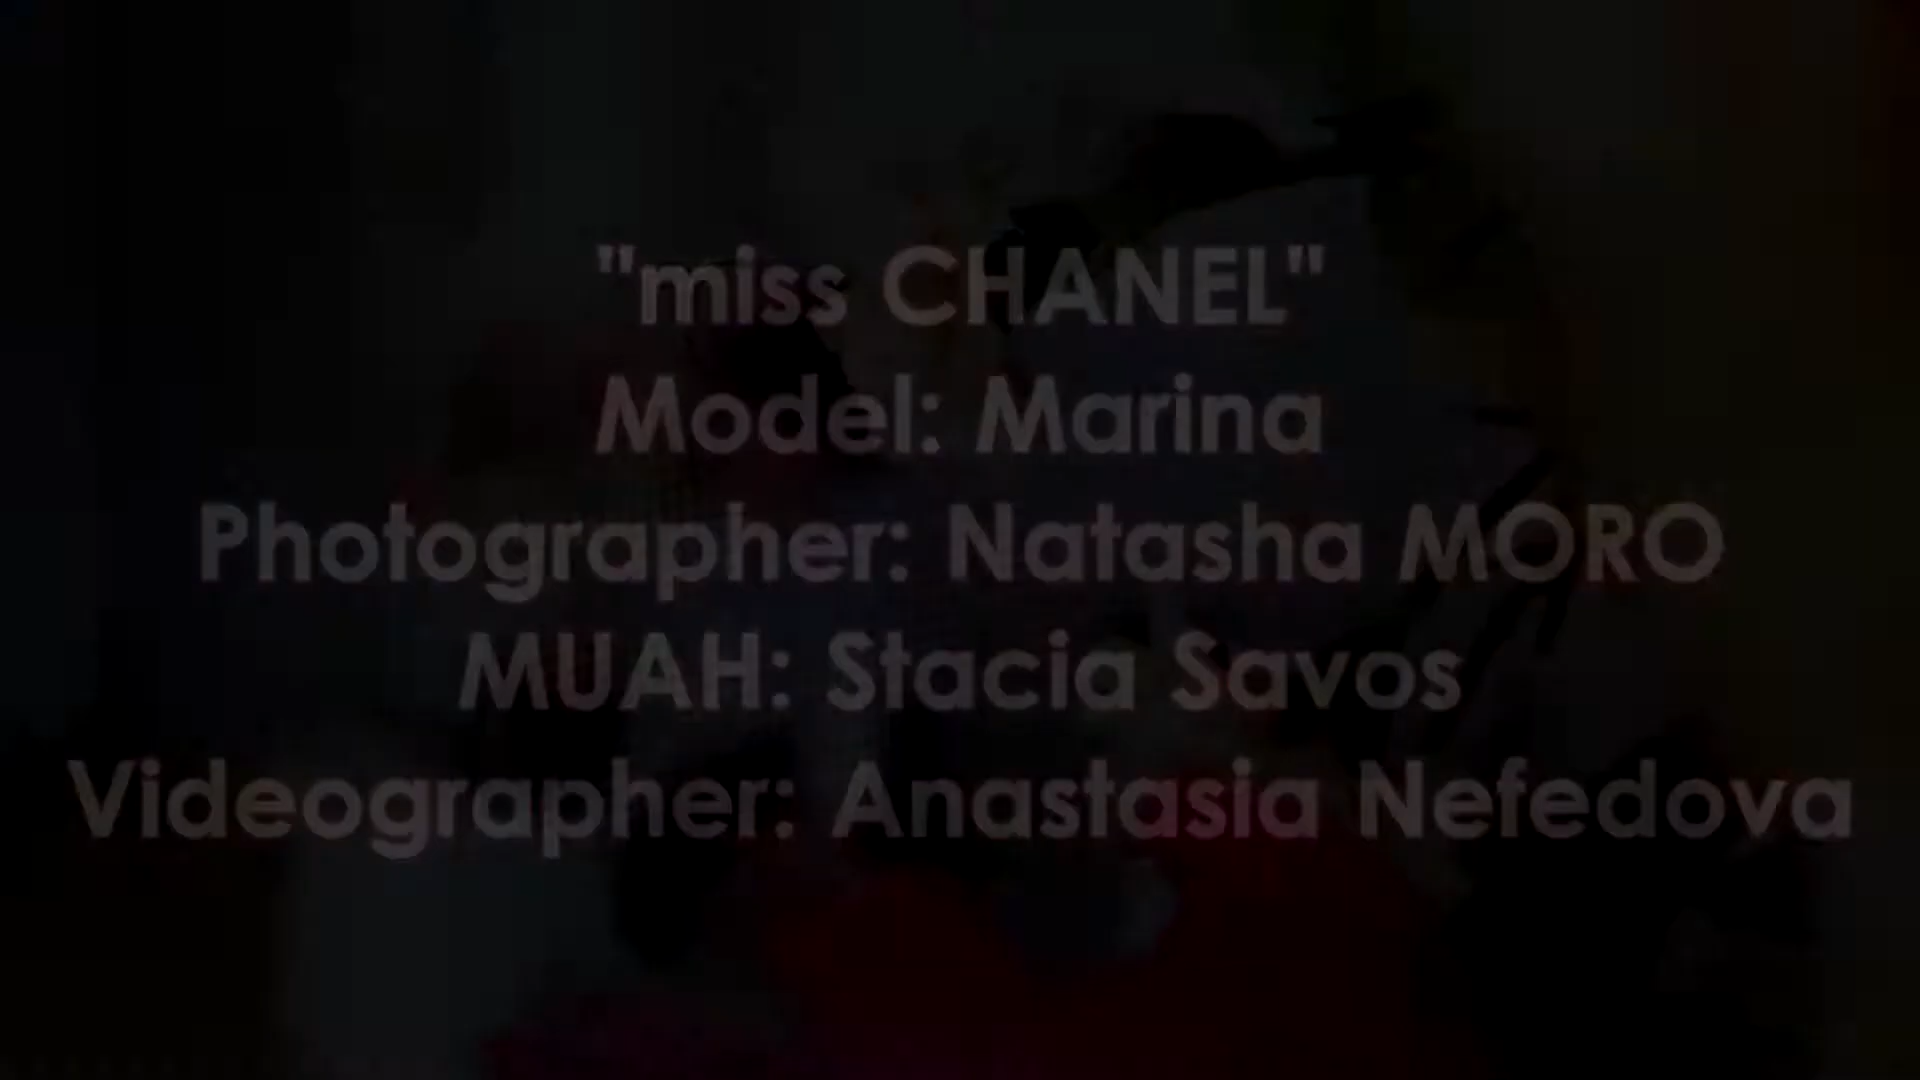 "miss CHANEL"
Model: Marina
Photographer: Natasha MORO
MUAH: Stacia Savos
Videographer: Anastasia Nefedova